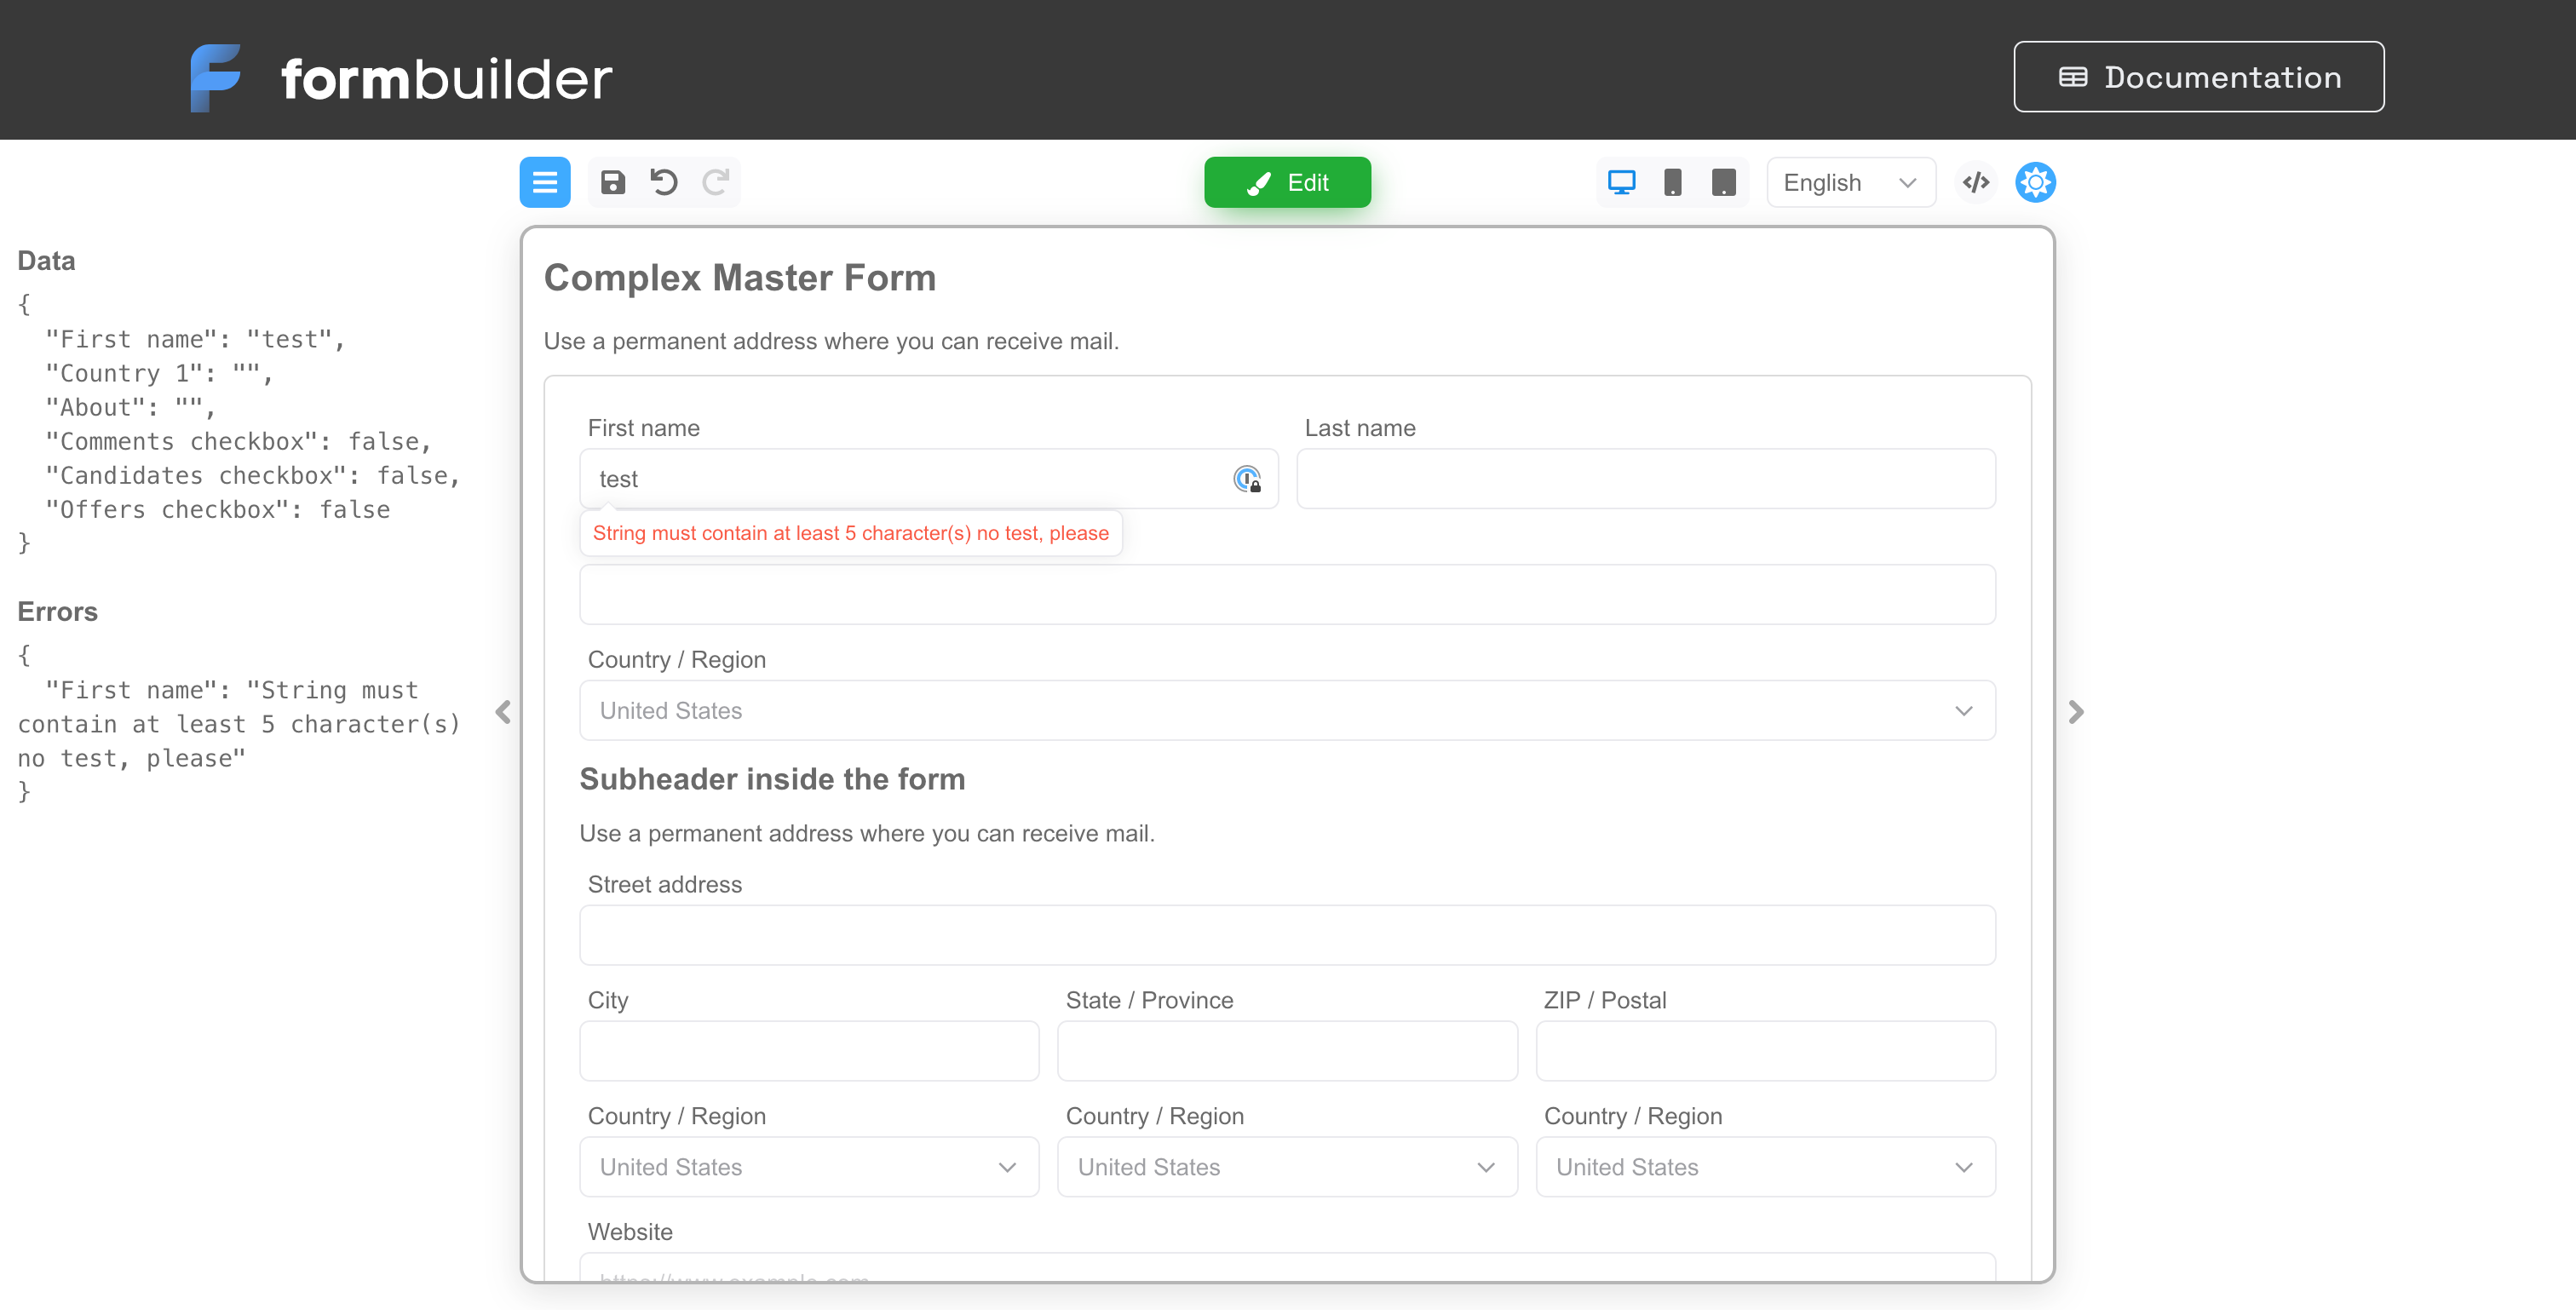 formbuilder
Documentation
Edit
English
Data
{
"First name": "test",
"Country 1": "",
"About": "",
"Comments checkbox": false,
"Candidates checkbox": false,
"Offers checkbox": false
}
Errors
{
"First name": "String must
contain at least 5 character(s)
no test, please"
}
Complex Master Form
Use a permanent address where you can receive mail.
First name
Last name
test
String must contain at least 5 character(s) no test, please
Country / Region
United States
Subheader inside the form
Use a permanent address where you can receive mail.
Street address
City
State / Province
ZIP / Postal
Country / Region
Country / Region
Country / Region
United States
United States
United States
Website
https://www.example.com